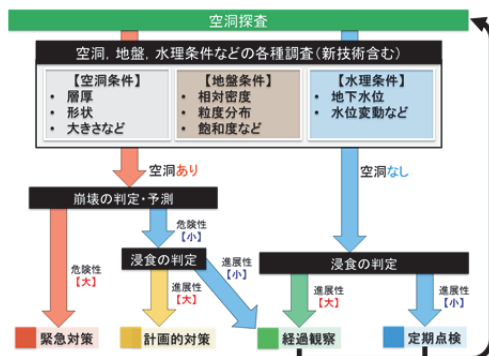 空洞探査
空洞,地盤,水理条件などの各種調査(新技術含む)
【空洞条件】
• 層厚
• 形状
• 大きさなど
【地盤条件】
• 相対密度
• 粒度分布
• 飽和度など
【水理条件】
• 地下水位
• 水位変動など
空洞あり
空洞なし
崩壊の判定・予測
危険性
【小】
浸食の判定
浸食の判定
危険性
【大】
進展性
【大】
進展性
【小】
進展性
【大】
進展性
【小】
緊急対策
計画的対策
経過観察
定期点検